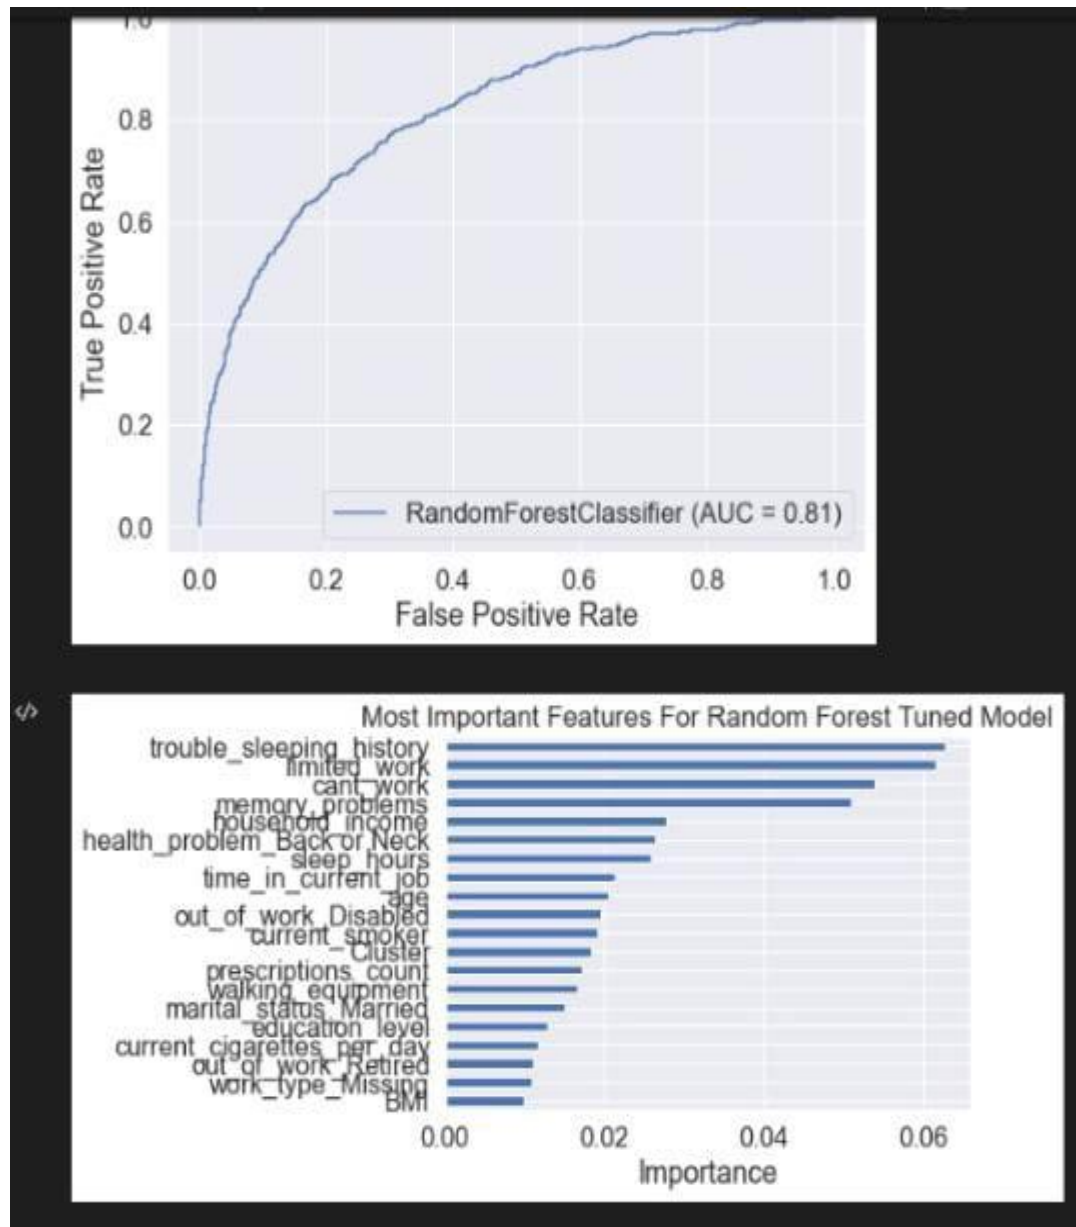 1.0
0.8
0.6
0.4
0.2
0.0
True Positive Rate
RandomForestClassifier (AUC = 0.81)
0.0 0.2 0.4 0.6 0.8 1.0
False Positive Rate
</>
Most Important Features For Random Forest Tuned Model
trouble_sleeping_history
limited_work
cant_work
memory_problems
household_income
health_problem_Back or Neck
sleep_hours
time_in_current_job
age
out_of_work_Disabled
current_smoker
Cluster
prescriptions_count
walking_equipment
marital_status_Married
education_level
current_cigarettes_per_day
out_of_work_Retired
work_type_Missing
BMI
0.00 0.02 0.04 0.06
Importance